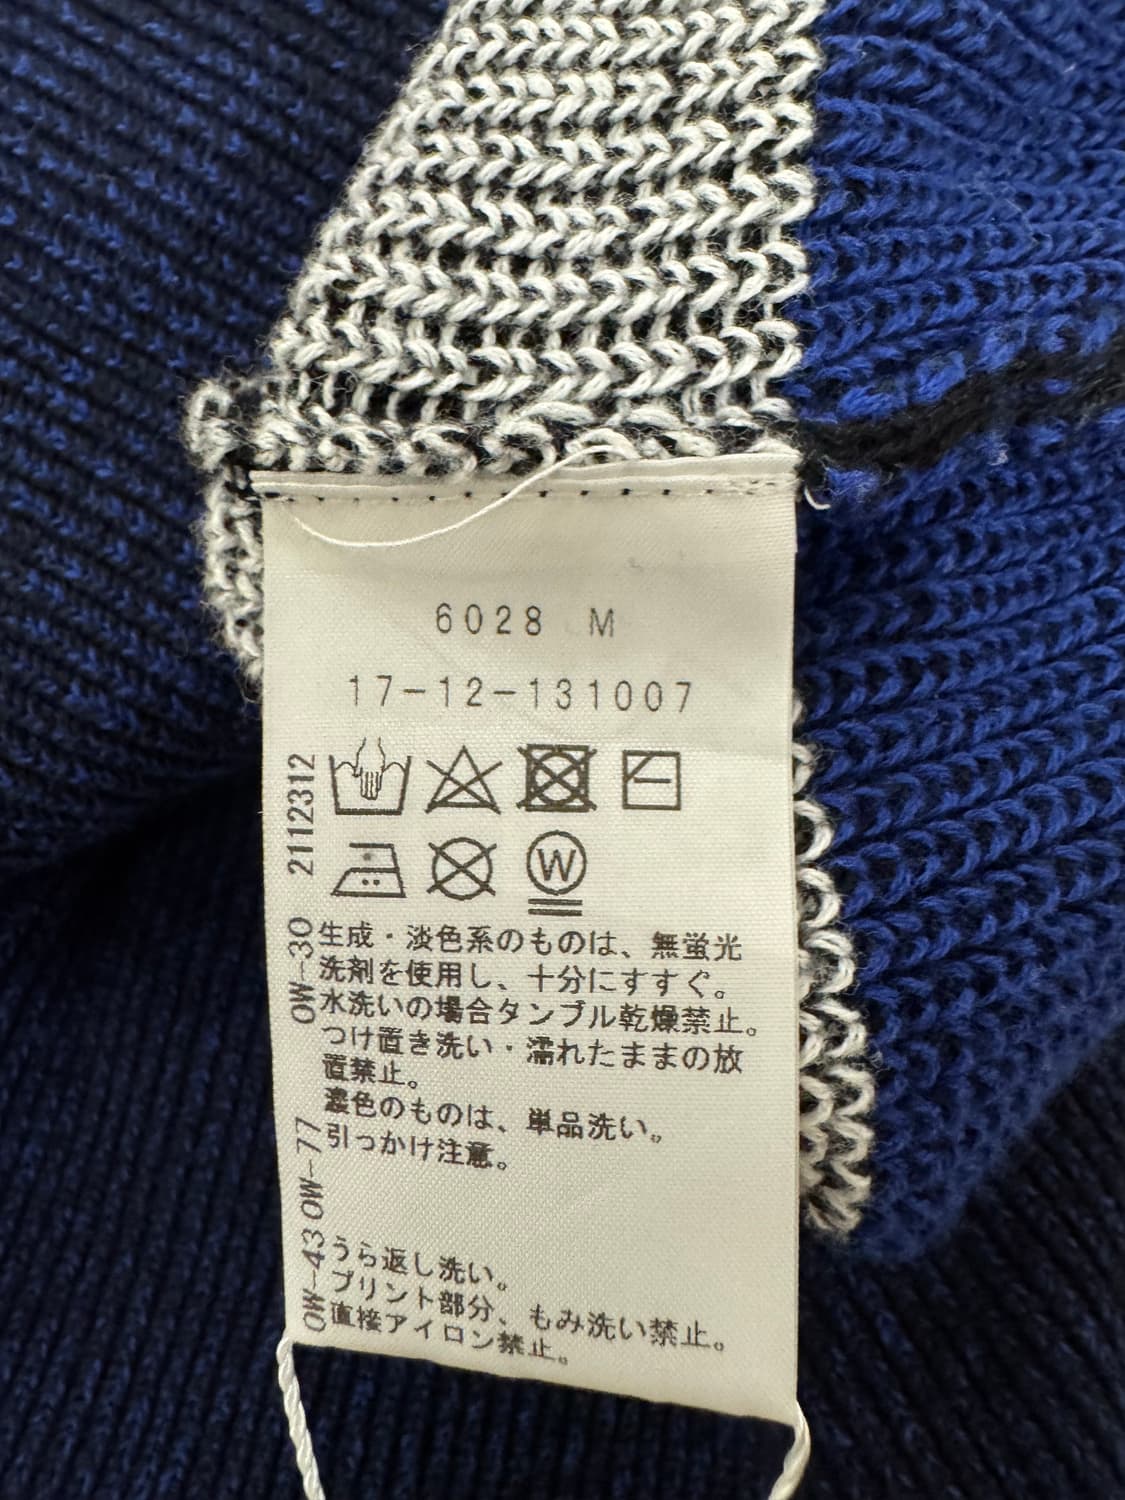 6028 M
17-12-131007
2112312
W
OW-30
生成・淡色系のものは、無蛍光
洗剤を使用し、十分にすすぐ。
水洗いの場合タンブル乾燥禁止。
つけ置き洗い・濡れたままの放
置禁止。
濃色のものは、単品洗い。
引っかけ注意。
OW-77
OW-43
うら返し洗い。
プリント部分、もみ洗い禁止。
直接アイロン禁止。